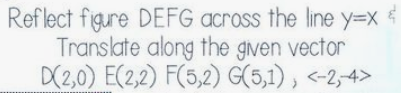 Reflect figure DEFG across the line y=x &
Translate along the given vector
D(2,0) E(2,2) F(5,2) G(5,1) , <-2,-4>